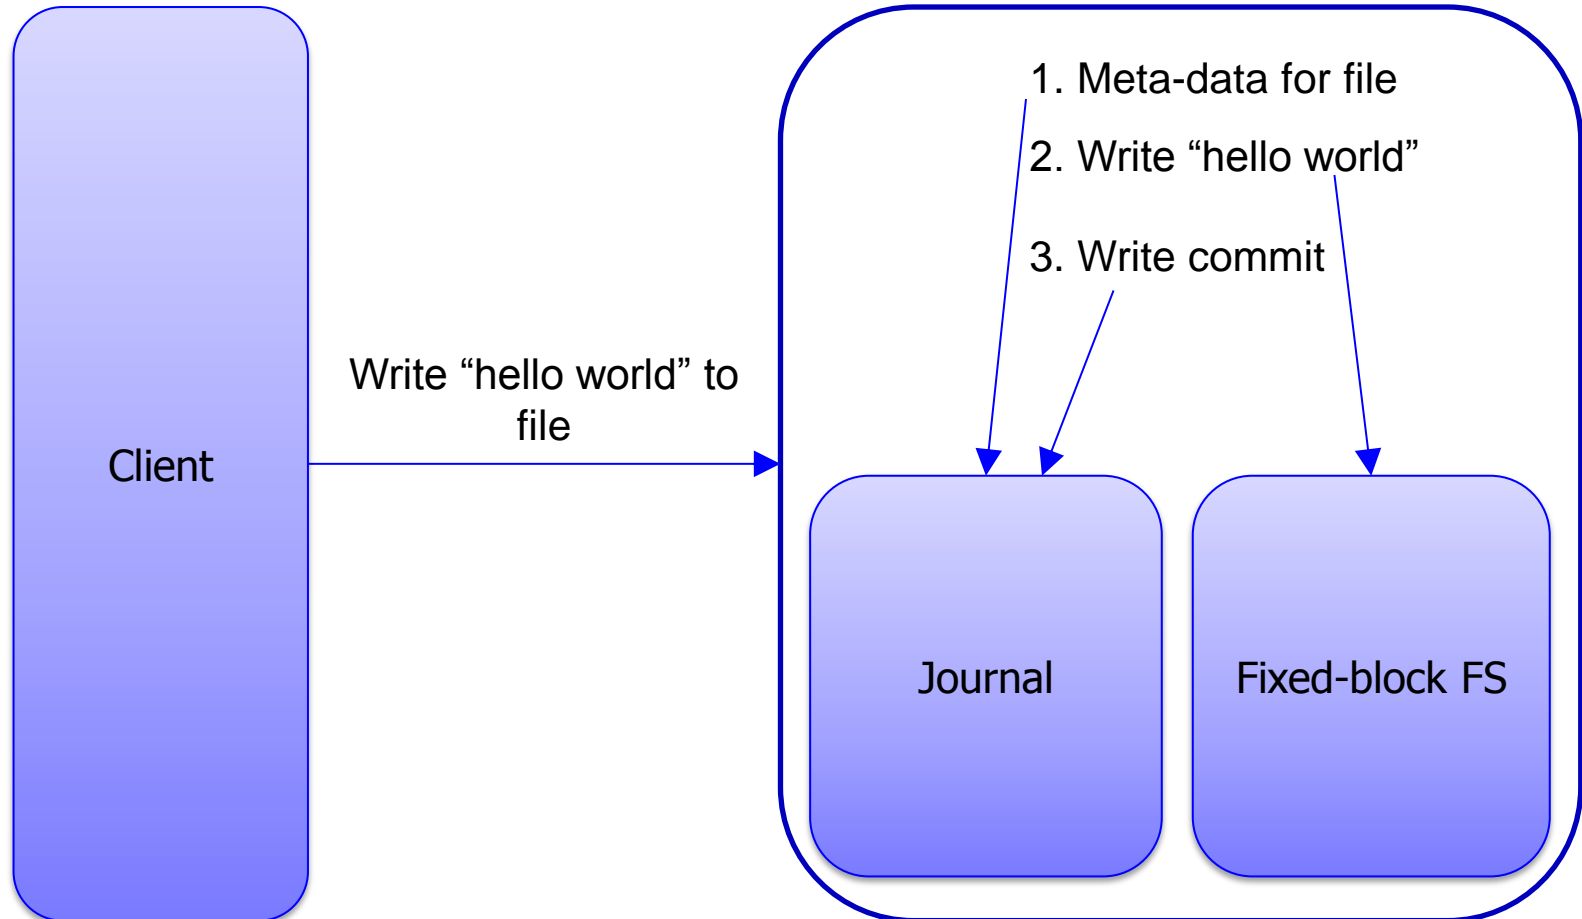 1. Meta-data for file
2. Write “hello world”
3. Write commit
Write “hello world” to
file
Client
Journal
Fixed-block FS